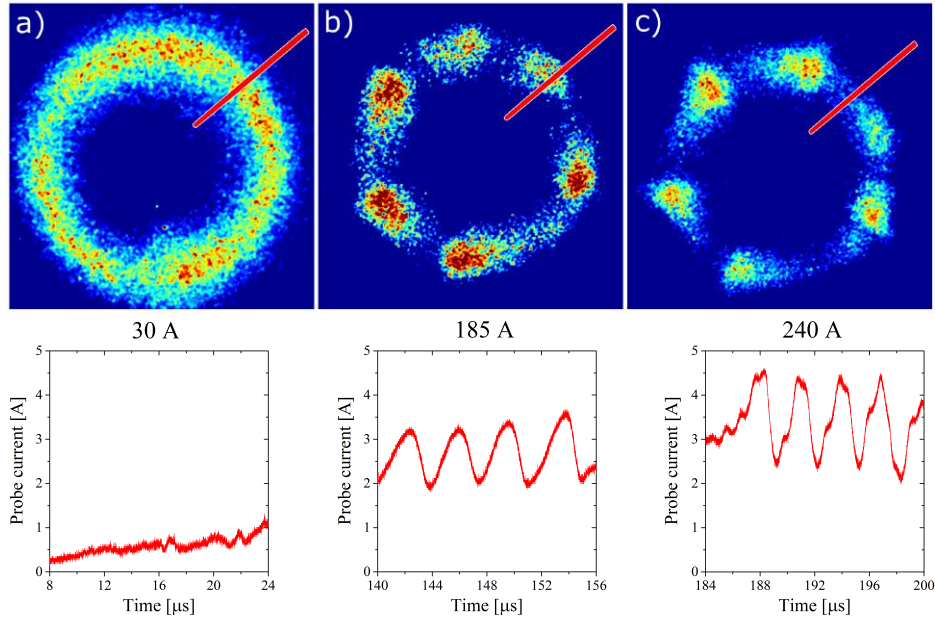 a) b) c)
30 A 185 A 240 A
5 5 5
4 4 4
3 3 3
2 2 2
1 1 1
0 0 0
Probe current [A] Probe current [A] Probe current [A]
8 12 16 20 24 140 144 148 152 156 184 188 192 196 200
Time [μs] Time [μs] Time [μs]